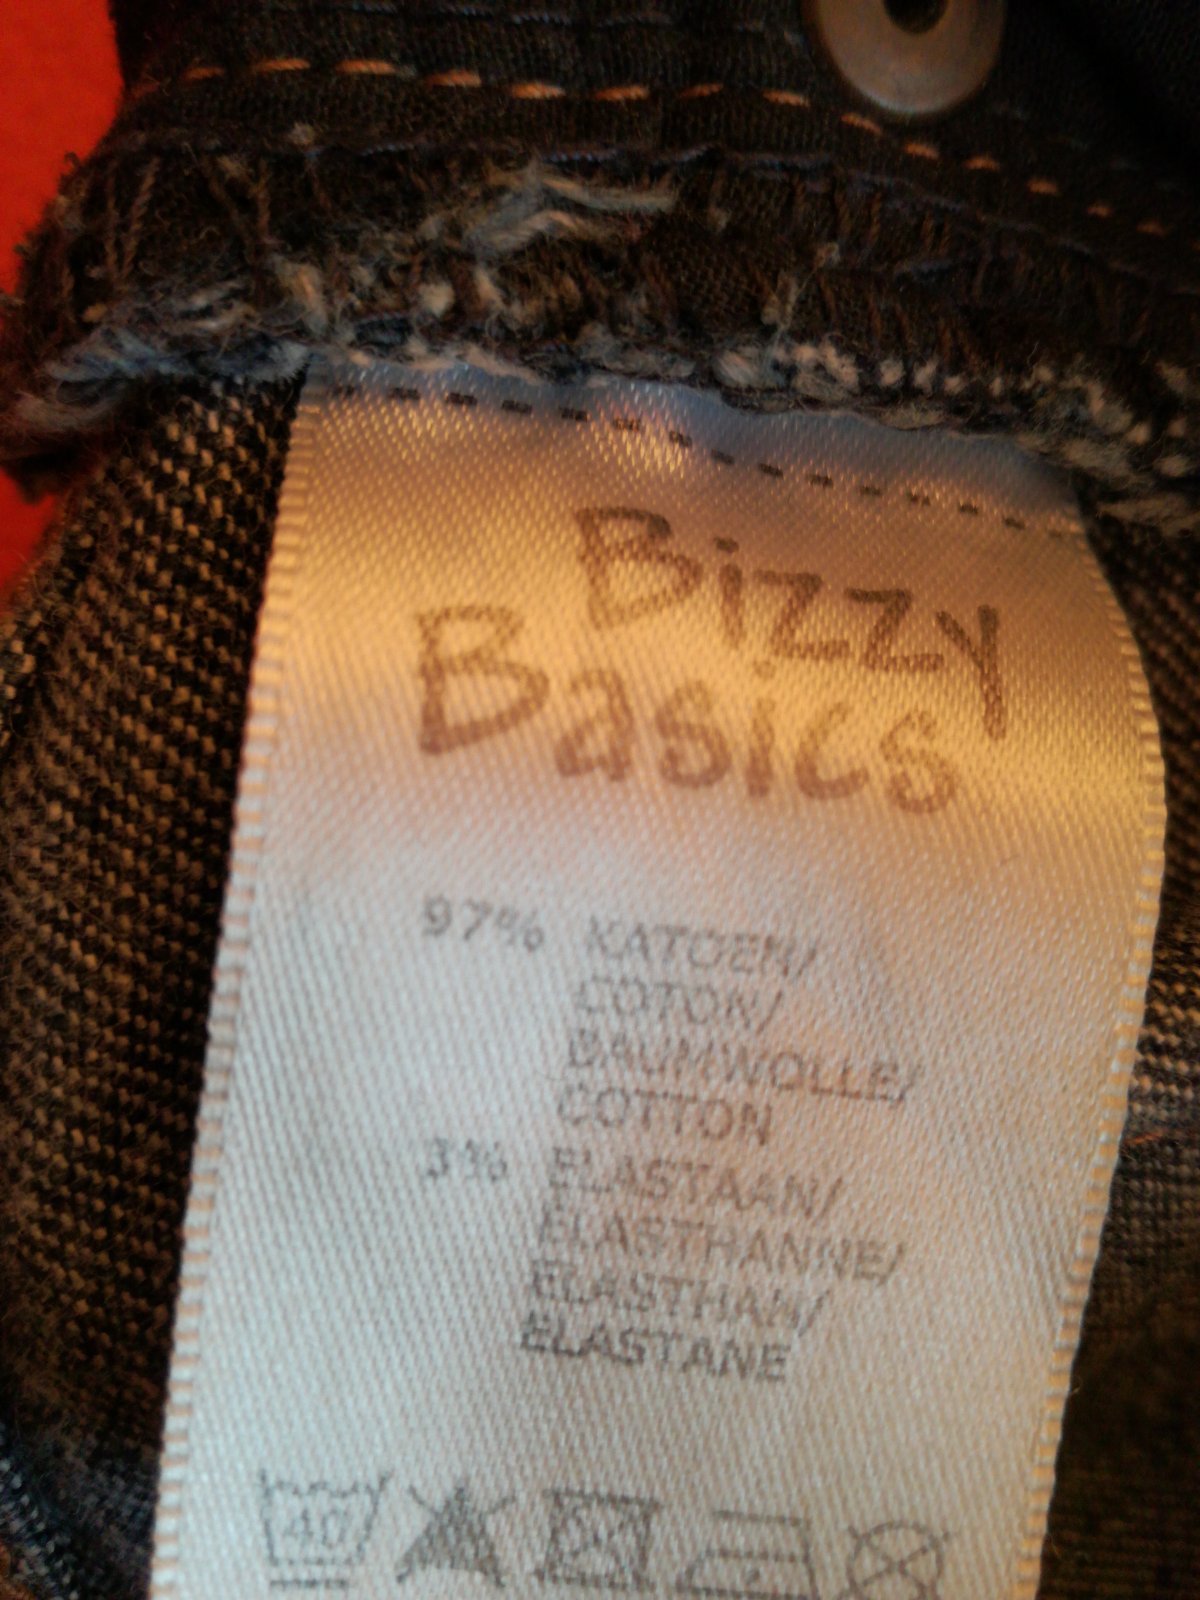 Bizzy
Basics
97% KATOEN/
COTON/
BAUMWOLLE/
COTTON
3% ELASTAAN/
ELASTHANNE/
ELASTHAN/
ELASTANE
40